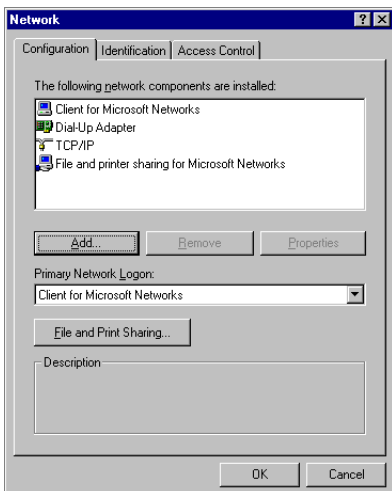 Network
Configuration Identification Access Control
The following network components are installed:
Client for Microsoft Networks
Dial-Up Adapter
TCP/IP
File and printer sharing for Microsoft Networks
Add... Remove Properties
Primary Network Logon:
Client for Microsoft Networks
File and Print Sharing...
Description
OK Cancel